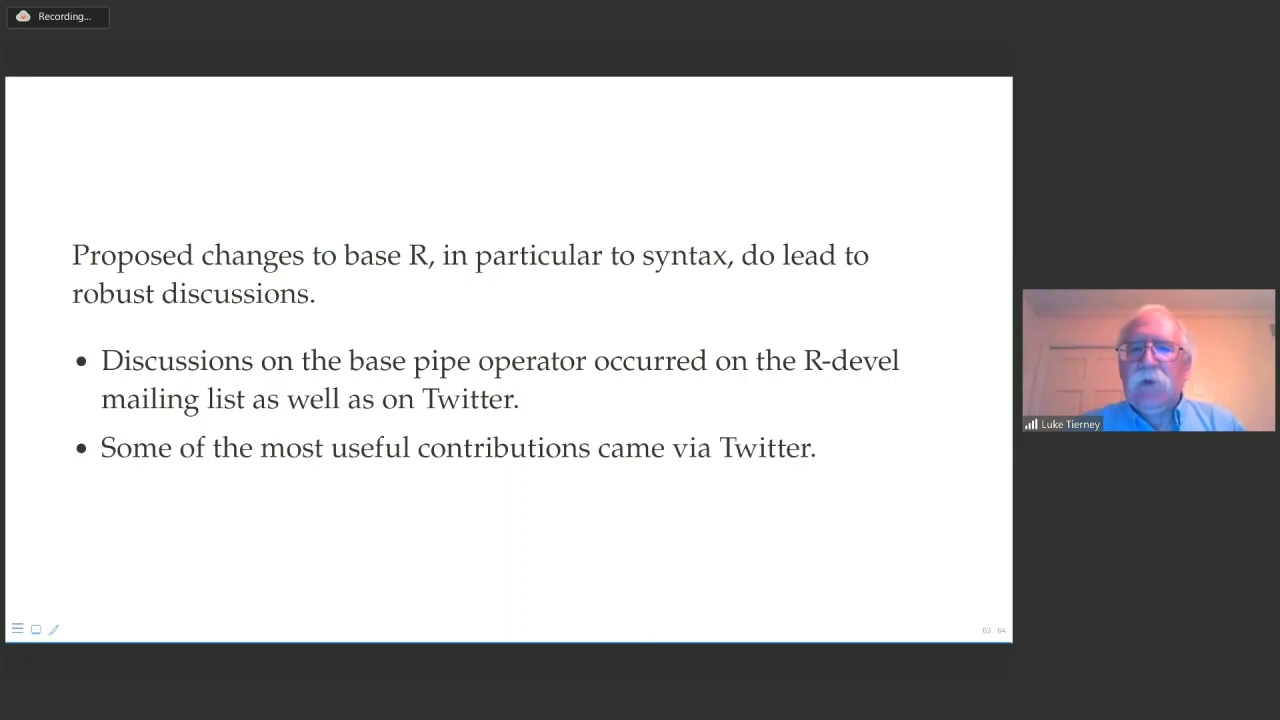 Recording...
Proposed changes to base R, in particular to syntax, do lead to
robust discussions.
• Discussions on the base pipe operator occurred on the R-devel
mailing list as well as on Twitter.
• Some of the most useful contributions came via Twitter.
Luke Tierney
63 / 64